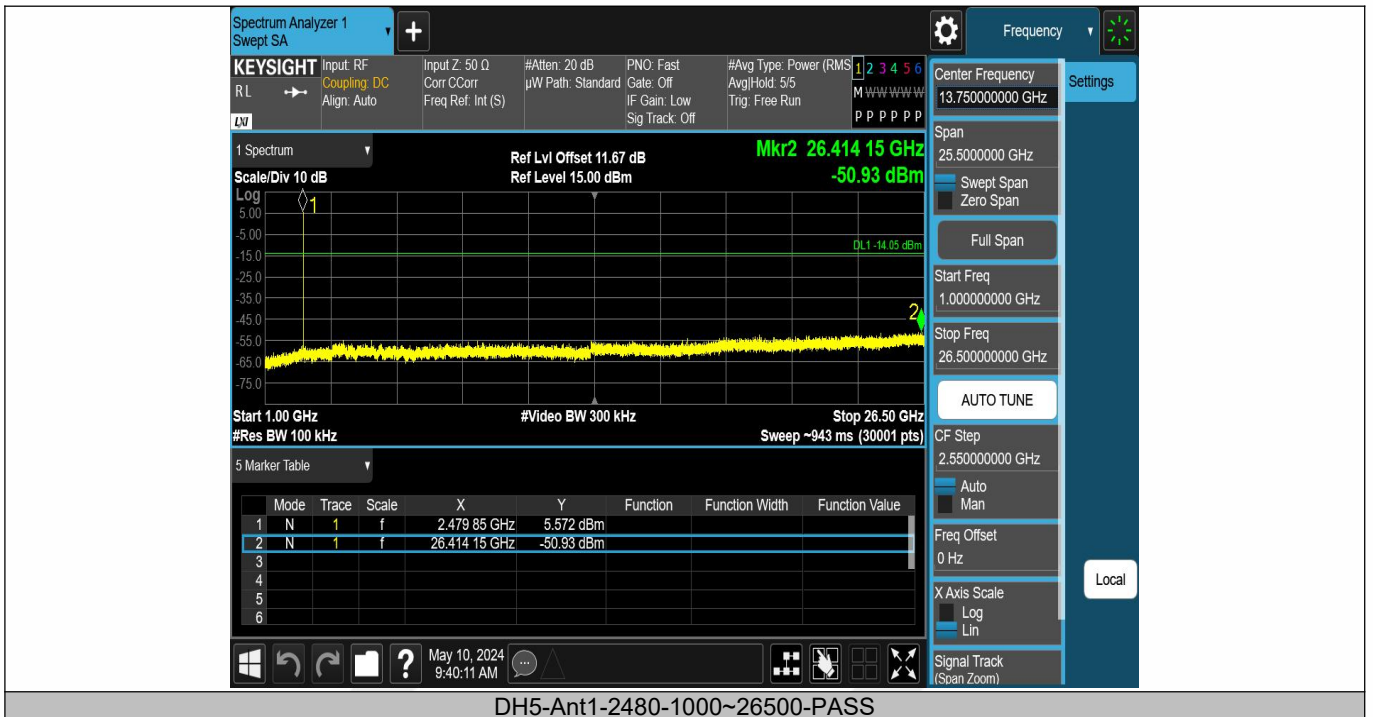 Spectrum Analyzer 1
Swept SA
+
Frequency
KEYSIGHT
RL
LXI
Input: RF
Coupling: DC
Align: Auto
Input Z: 50 Ω
Corr CCorr
Freq Ref: Int (S)
#Atten: 20 dB
µW Path: Standard
PNO: Fast
Gate: Off
IF Gain: Low
Sig Track: Off
#Avg Type: Power (RMS
Avg|Hold: 5/5
Trig: Free Run
1 2 3 4 5 6
M W W W W W
P P P P P P
1 Spectrum
Scale/Div 10 dB
Ref Lvl Offset 11.67 dB
Ref Level 15.00 dBm
Mkr2 26.414 15 GHz
-50.93 dBm
Log
1
5.00
-5.00
DL1 -14.05 dBm
-15.0
-25.0
-35.0
2
-45.0
-55.0
-65.0
-75.0
Start 1.00 GHz
#Video BW 300 kHz
Stop 26.50 GHz
#Res BW 100 kHz
Sweep ~943 ms (30001 pts)
5 Marker Table
Mode Trace Scale X Y Function Function Width Function Value
1 N 1 f 2.479 85 GHz 5.572 dBm
2 N 1 f 26.414 15 GHz -50.93 dBm
3
4
5
6
?
May 10, 2024
9:40:11 AM
Center Frequency
13.750000000 GHz
Settings
Span
25.5000000 GHz
Swept Span
Zero Span
Full Span
Start Freq
1.000000000 GHz
Stop Freq
26.500000000 GHz
AUTO TUNE
CF Step
2.550000000 GHz
Auto
Man
Freq Offset
0 Hz
Local
X Axis Scale
Log
Lin
Signal Track
(Span Zoom)
DH5-Ant1-2480-1000~26500-PASS